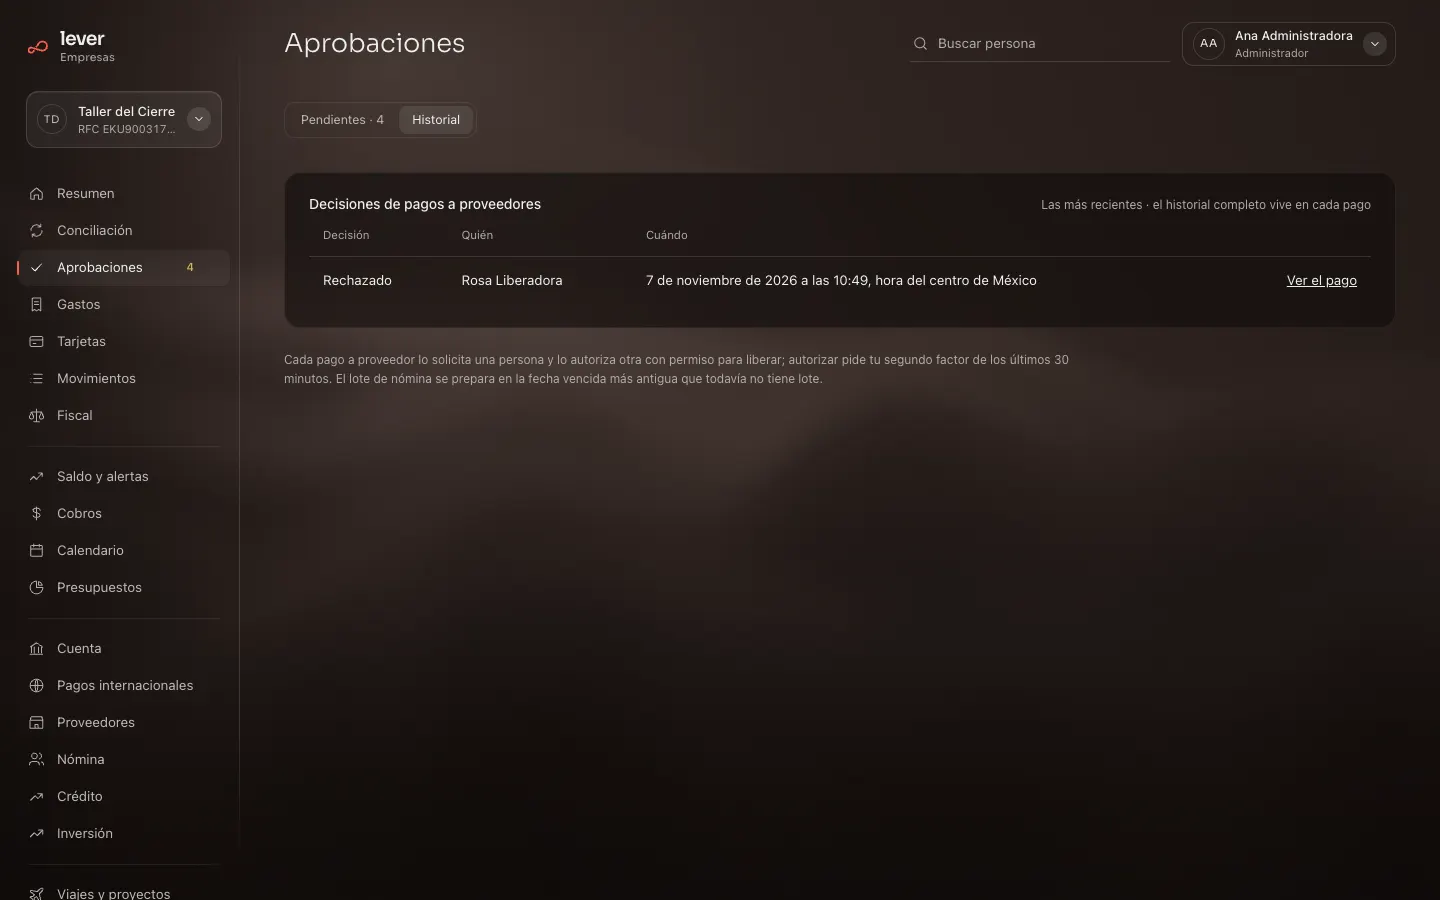 lever
Empresas
Aprobaciones
Buscar persona
AA
Ana Administradora
Administrador
TD
Taller del Cierre
RFC EKU900317...
Pendientes · 4
Historial
Resumen
Conciliación
Aprobaciones 4
Gastos
Tarjetas
Movimientos
Fiscal
Saldo y alertas
Cobros
Calendario
Presupuestos
Cuenta
Pagos internacionales
Proveedores
Nómina
Crédito
Inversión
Viajes y proyectos
Decisiones de pagos a proveedores
Las más recientes · el historial completo vive en cada pago
Decisión Quién Cuándo
Rechazado Rosa Liberadora 7 de noviembre de 2026 a las 10:49, hora del centro de México Ver el pago
Cada pago a proveedor lo solicita una persona y lo autoriza otra con permiso para liberar; autorizar pide tu segundo factor de los últimos 30
minutos. El lote de nómina se prepara en la fecha vencida más antigua que todavía no tiene lote.